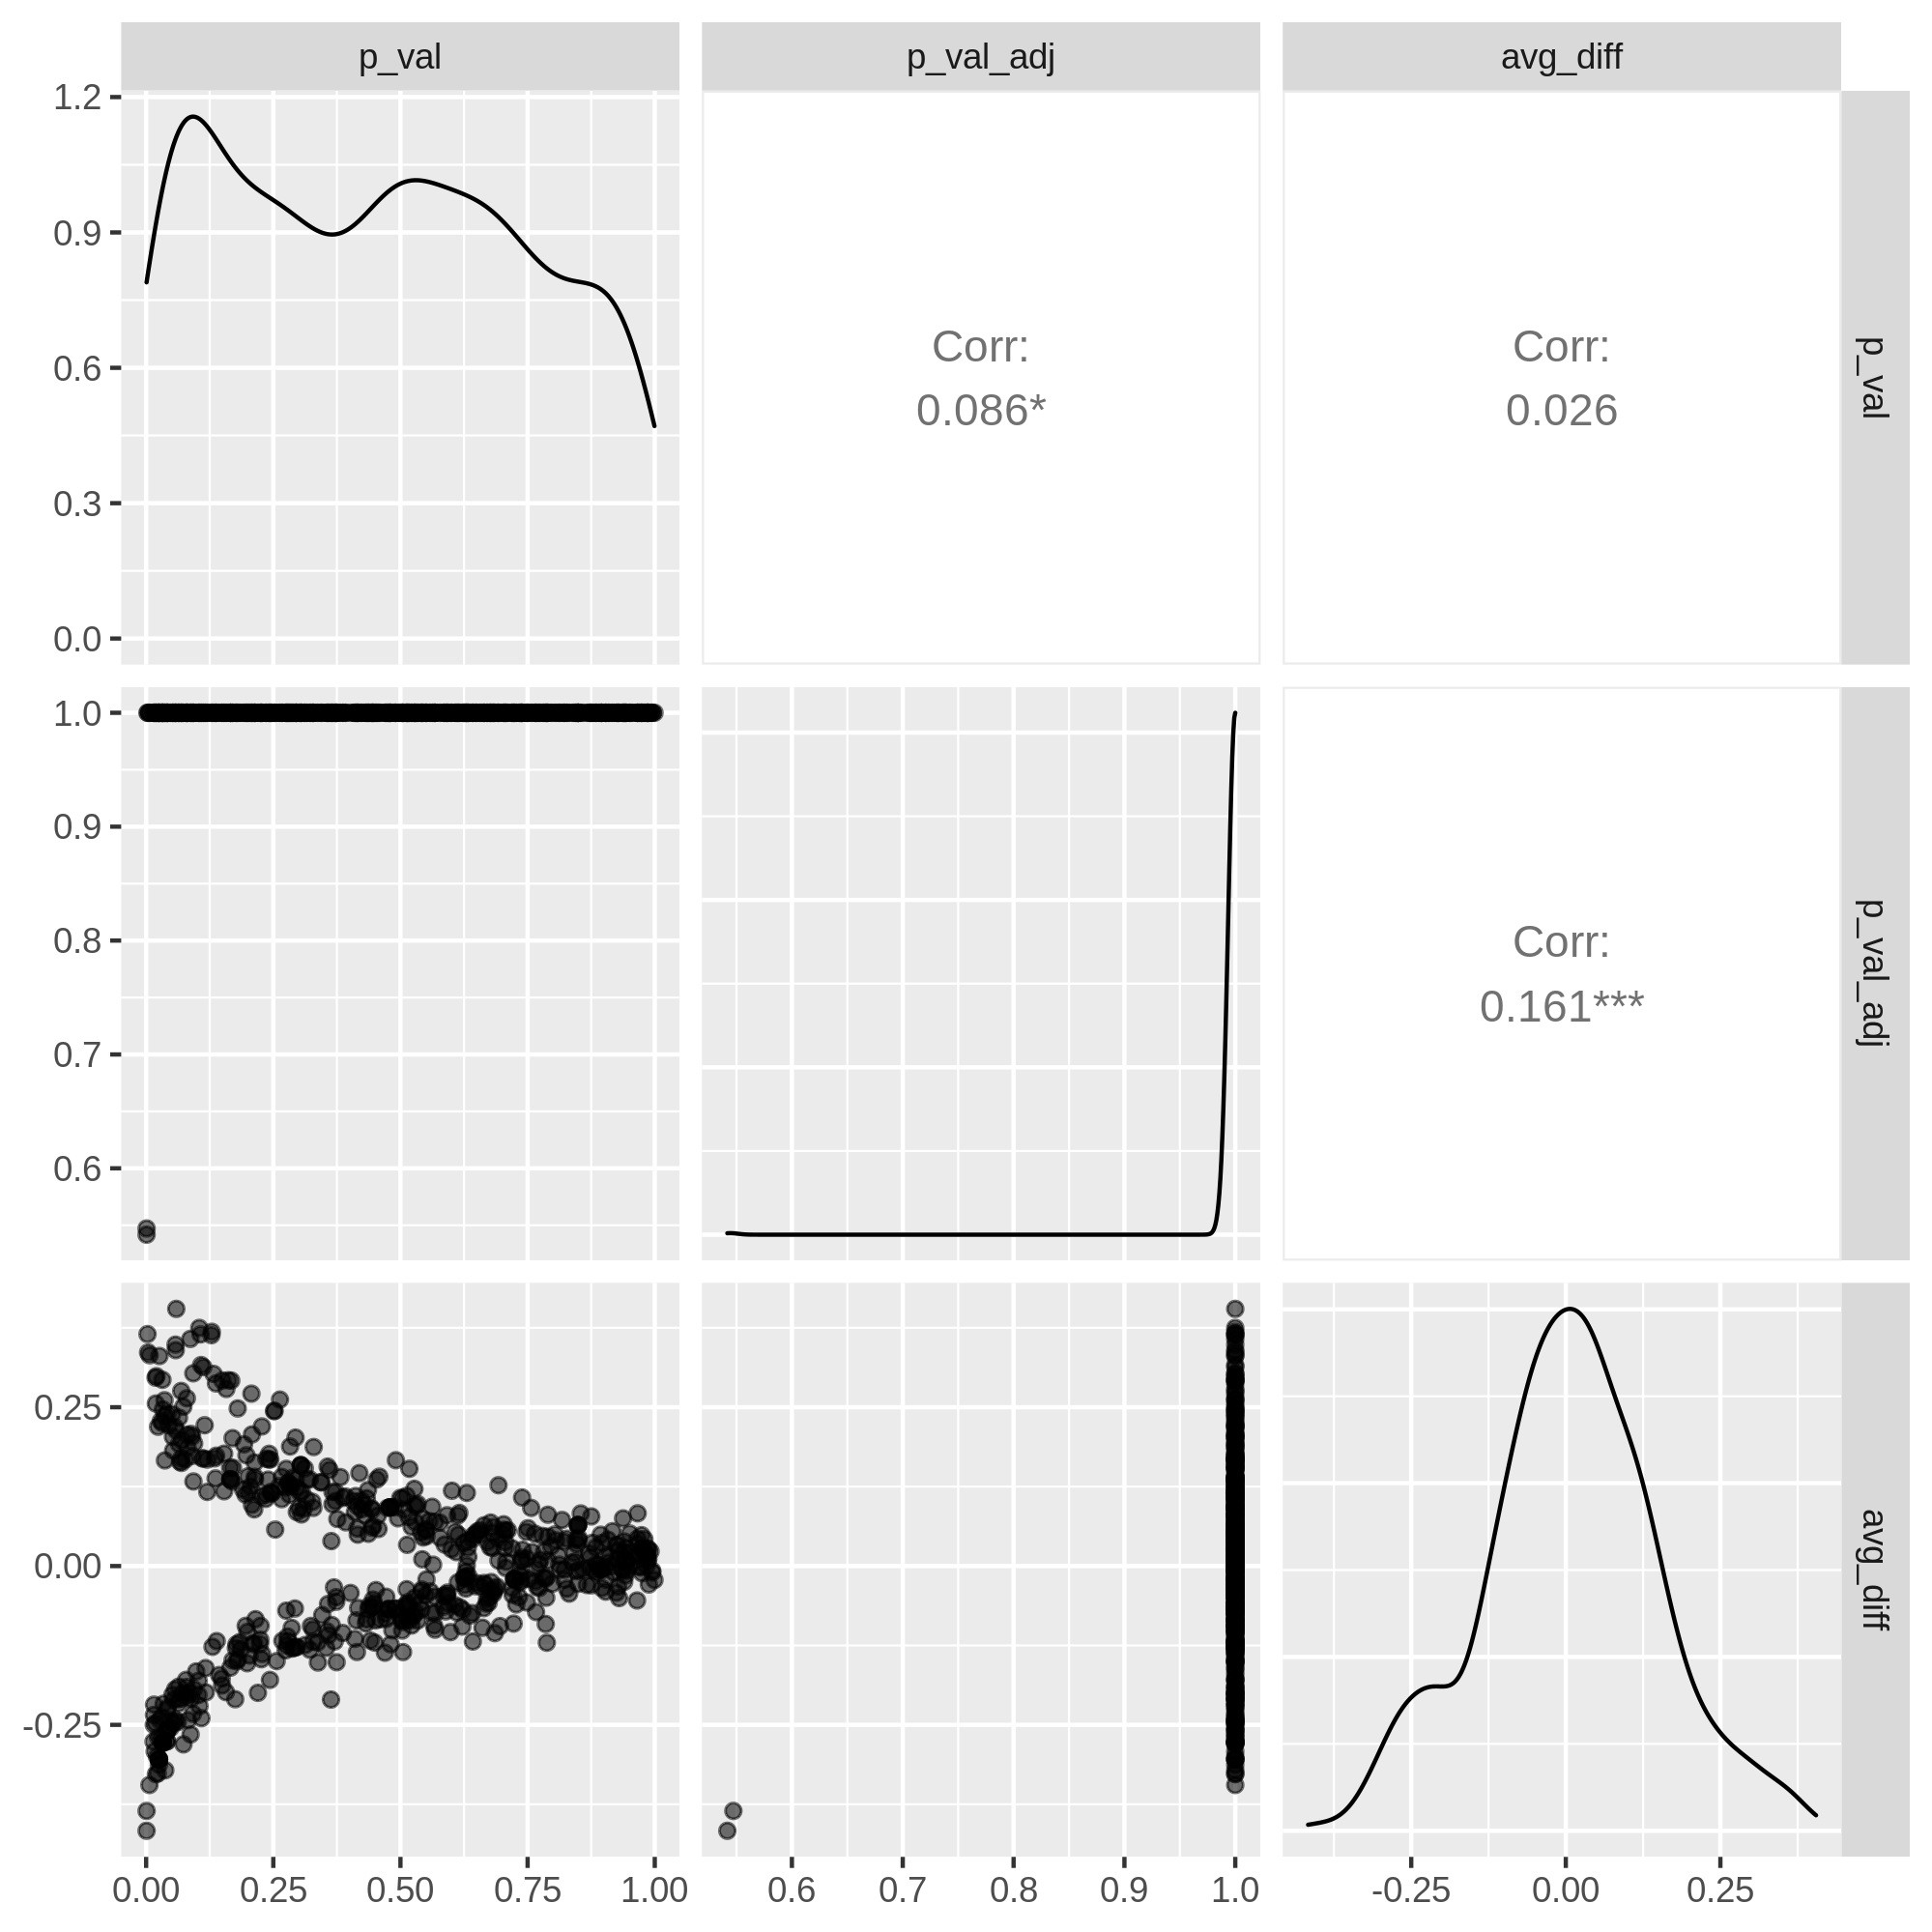 p_val
p_val_adj
avg_diff
1.2
0.9
0.6
0.3
0.0
Corr:
0.086*
Corr:
0.026
p_val
1.0
0.9
0.8
0.7
0.6
Corr:
0.161***
p_val_adj
0.25
0.00
-0.25
avg_diff
0.00 0.25 0.50 0.75 1.00
0.6 0.7 0.8 0.9 1.0
-0.25 0.00 0.25